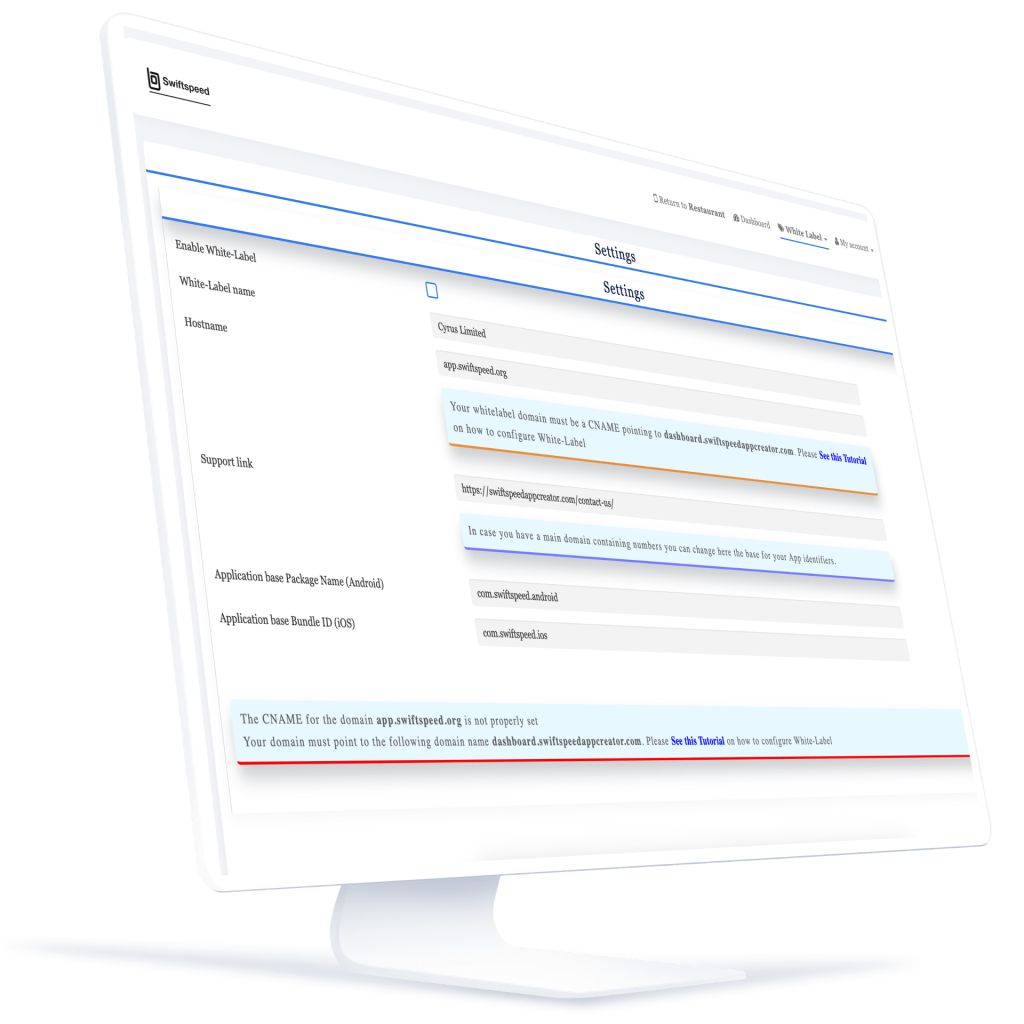 Swiftspeed
Return to Restaurant
Dashboard
White Label
My account
Settings
Settings
Enable White-Label
White-Label name
Cyrus Limited
Hostname
app.swiftspeed.org
Your whitelabel domain must be a CNAME pointing to dashboard.swiftspeedappcreator.com. Please See this Tutorial
on how to configure White-Label
Support link
https://swiftspeedappcreator.com/contact-us/
In case you have a main domain containing numbers you can change here the base for your App identifiers.
Application base Package Name (Android)
com.swiftspeed.android
Application base Bundle ID (iOS)
com.swiftspeed.ios
The CNAME for the domain app.swiftspeed.org is not properly set
Your domain must point to the following domain name dashboard.swiftspeedappcreator.com. Please See this Tutorial on how to configure White-Label